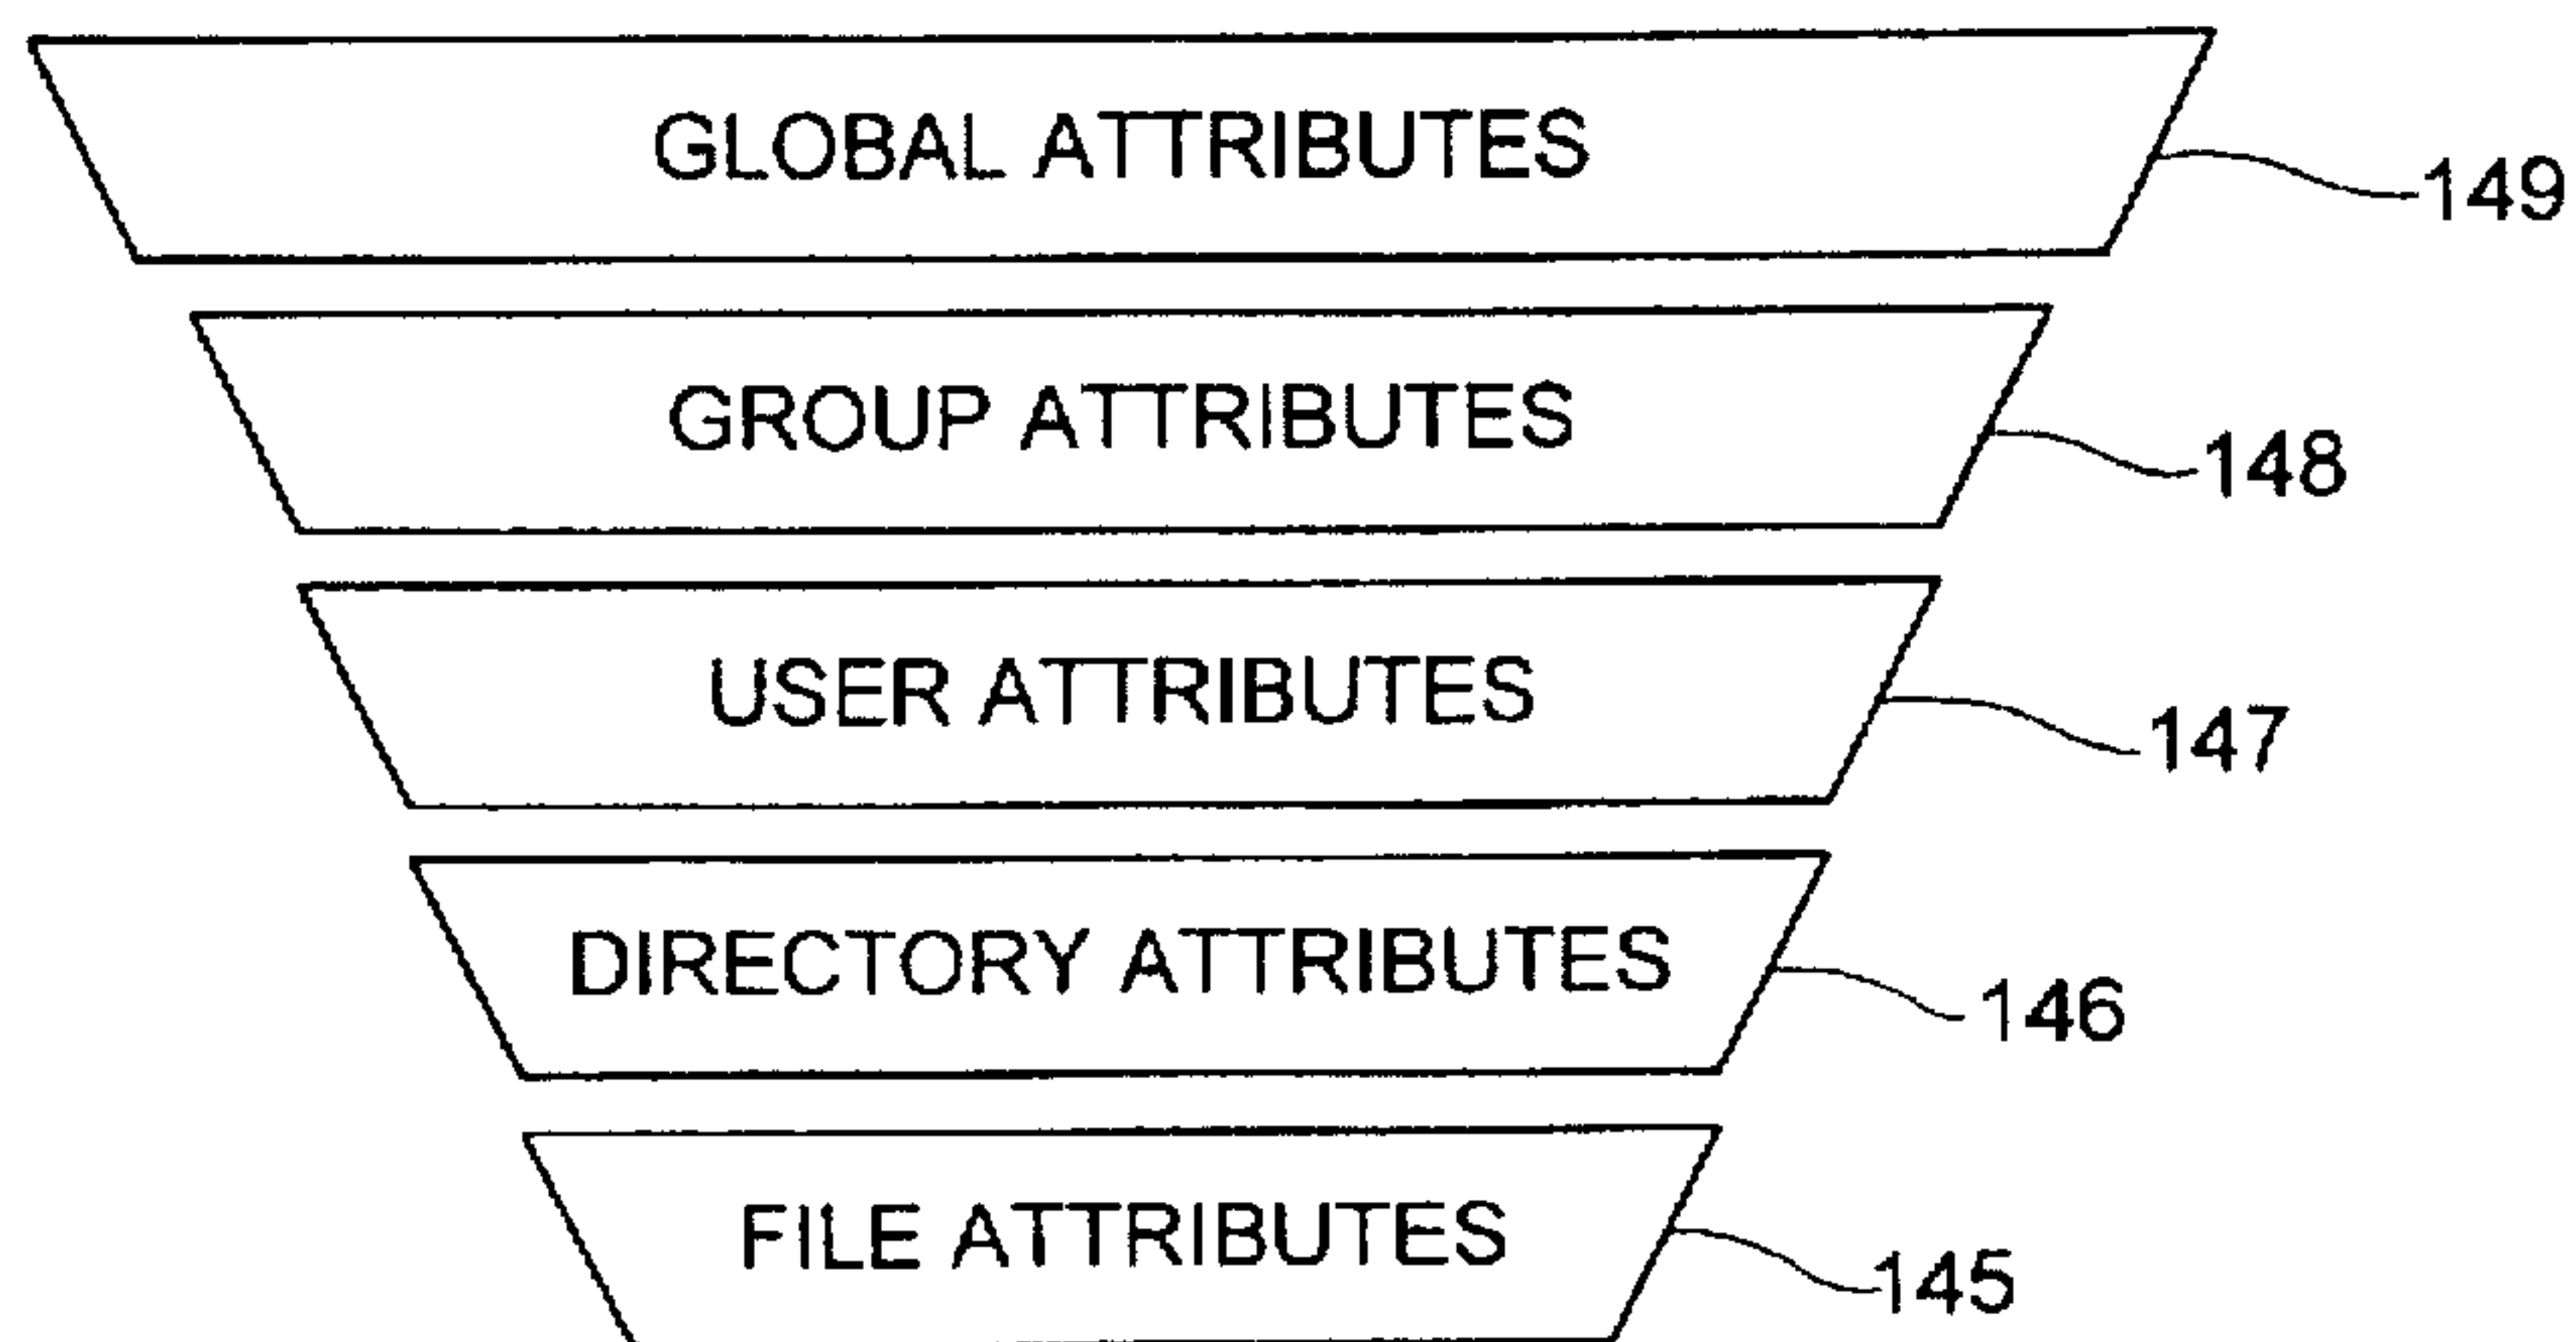 GLOBAL ATTRIBUTES
149
GROUP ATTRIBUTES
148
USER ATTRIBUTES
147
DIRECTORY ATTRIBUTES
146
FILE ATTRIBUTES
145